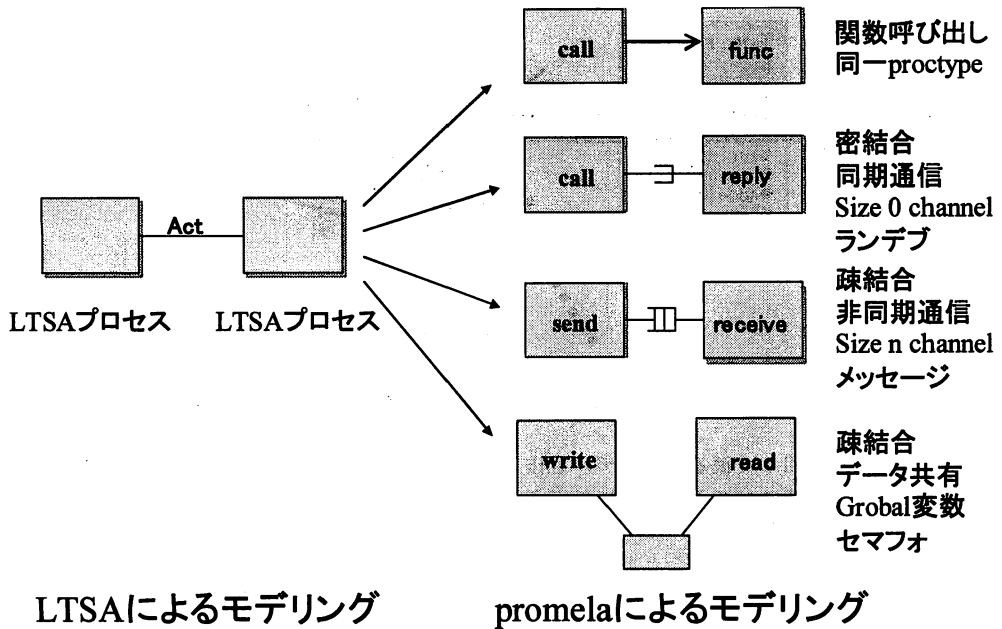 call
func
関数呼び出し
同一proctype
call
reply
密結合
同期通信
Size 0 channel
ランデブ
Act
LTSAプロセス
LTSAプロセス
send
receive
疎結合
非同期通信
Size n channel
メッセージ
write
read
疎結合
データ共有
Grobal変数
セマフォ
LTSAによるモデリング
promelaによるモデリング